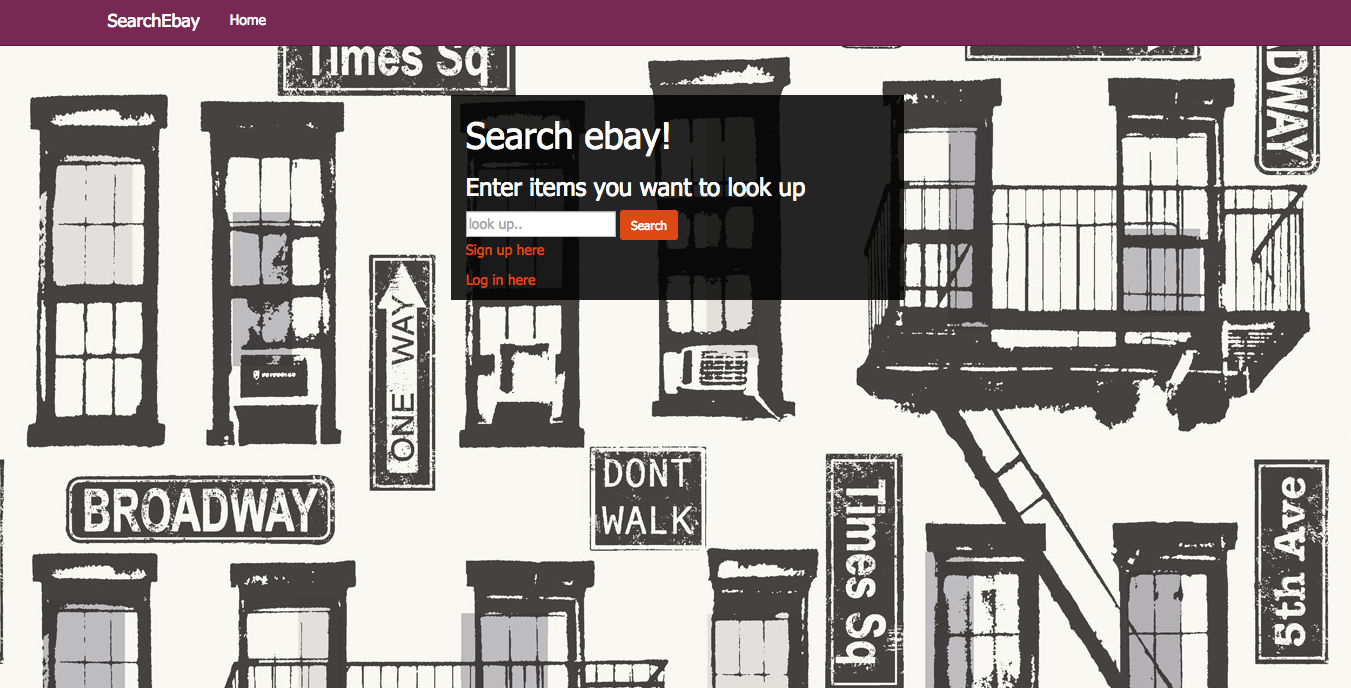 SearchEbay Home
Times Sq
Search ebay!
Enter items you want to look up
look up.. Search
Sign up here
Log in here
ONE WAY
BROADWAY
DONT
WALK
Times Sq
5th Ave